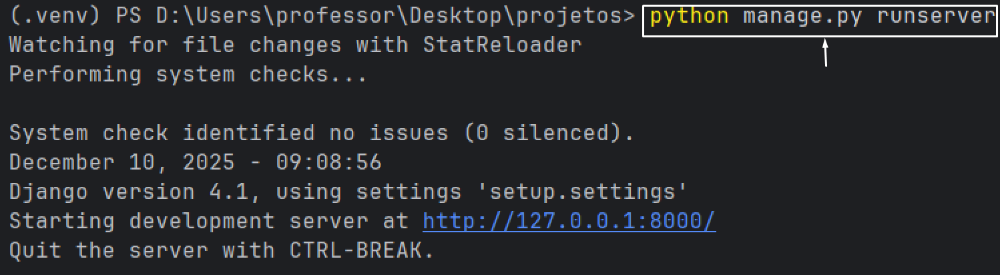 (.venv) PS D:\Users\professor\Desktop\projetos> python manage.py runserver
Watching for file changes with StatReloader
Performing system checks...
System check identified no issues (0 silenced).
December 10, 2025 - 09:08:56
Django version 4.1, using settings 'setup.settings'
Starting development server at http://127.0.0.1:8000/
Quit the server with CTRL-BREAK.